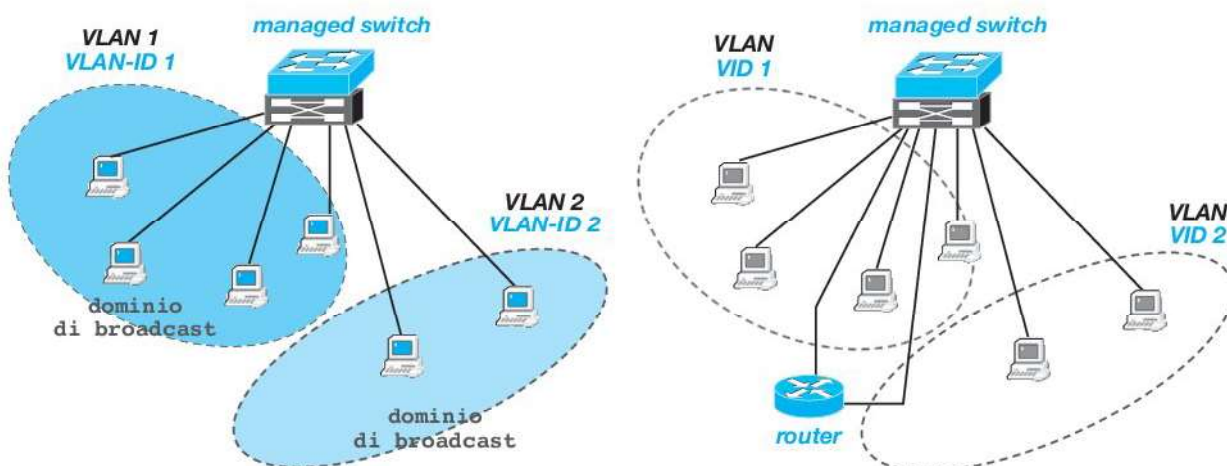 VLAN 1
VLAN-ID 1
managed switch
VLAN 2
VLAN-ID 2
dominio
di broadcast
dominio
di broadcast
VLAN
VID 1
managed switch
VLAN
VID 2
router